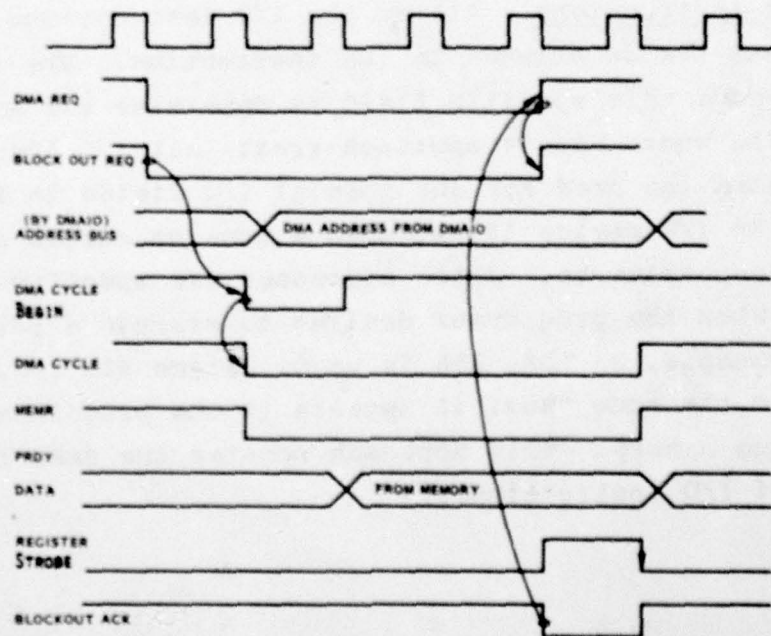 DMA REQ
BLOCK OUT REQ
(BY DMAIO)
ADDRESS BUS
DMA ADDRESS FROM DMAIO
DMA CYCLE
BEGIN
DMA CYCLE
MEMR
PRDY
DATA
FROM MEMORY
REGISTER
STROBE
BLOCKOUT ACK